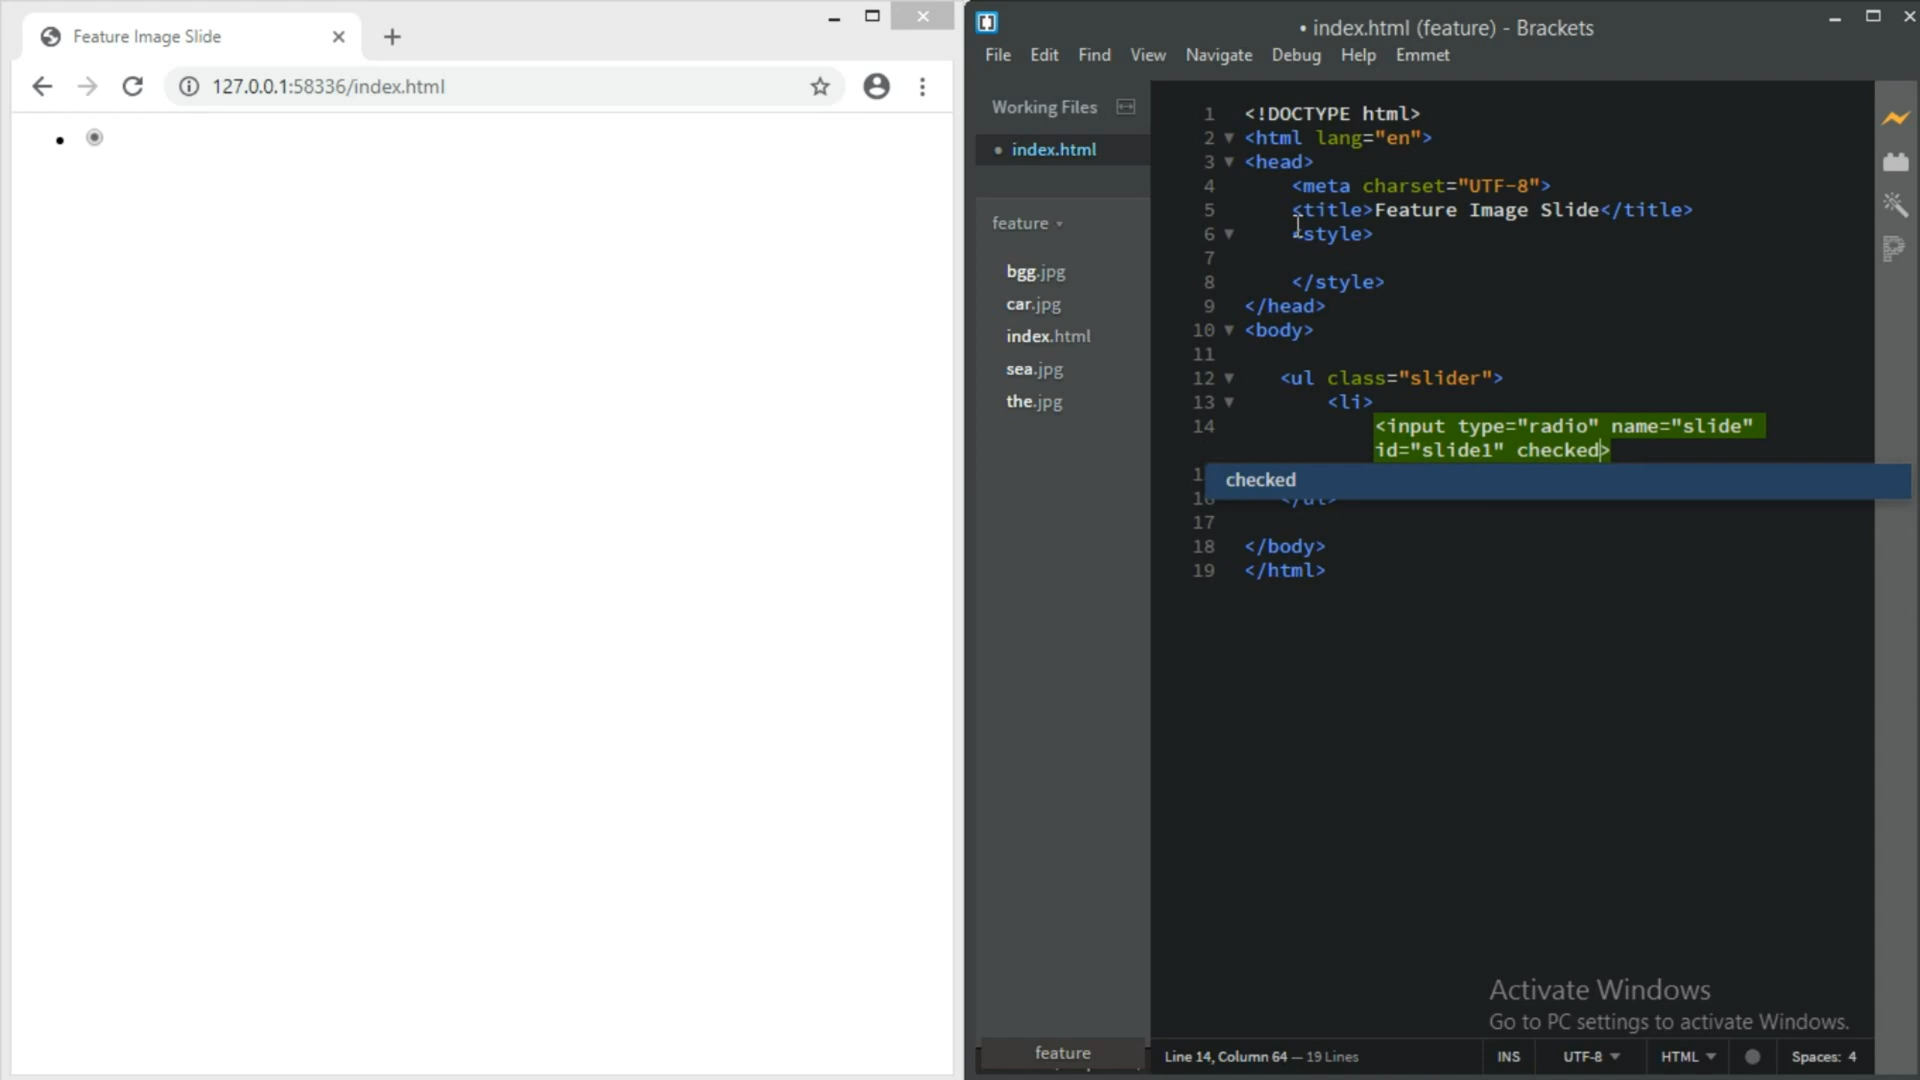 Feature Image Slide
127.0.0.1:58336/index.html
• index.html (feature) - Brackets
File Edit Find View Navigate Debug Help Emmet
Working Files
• index.html
feature
bgg.jpg
car.jpg
index.html
sea.jpg
the.jpg
feature
1 <!DOCTYPE html>
2 <html lang="en">
3 <head>
4 <meta charset="UTF-8">
5 <title>Feature Image Slide</title>
6 <style>
7
8 </style>
9 </head>
10 <body>
11
12 <ul class="slider">
13 <li>
14 <input type="radio" name="slide"
id="slide1" checked>
checked
16 </ul>
17
18 </body>
19 </html>
Activate Windows
Go to PC settings to activate Windows.
Line 14, Column 64 — 19 Lines INS UTF-8 HTML Spaces: 4